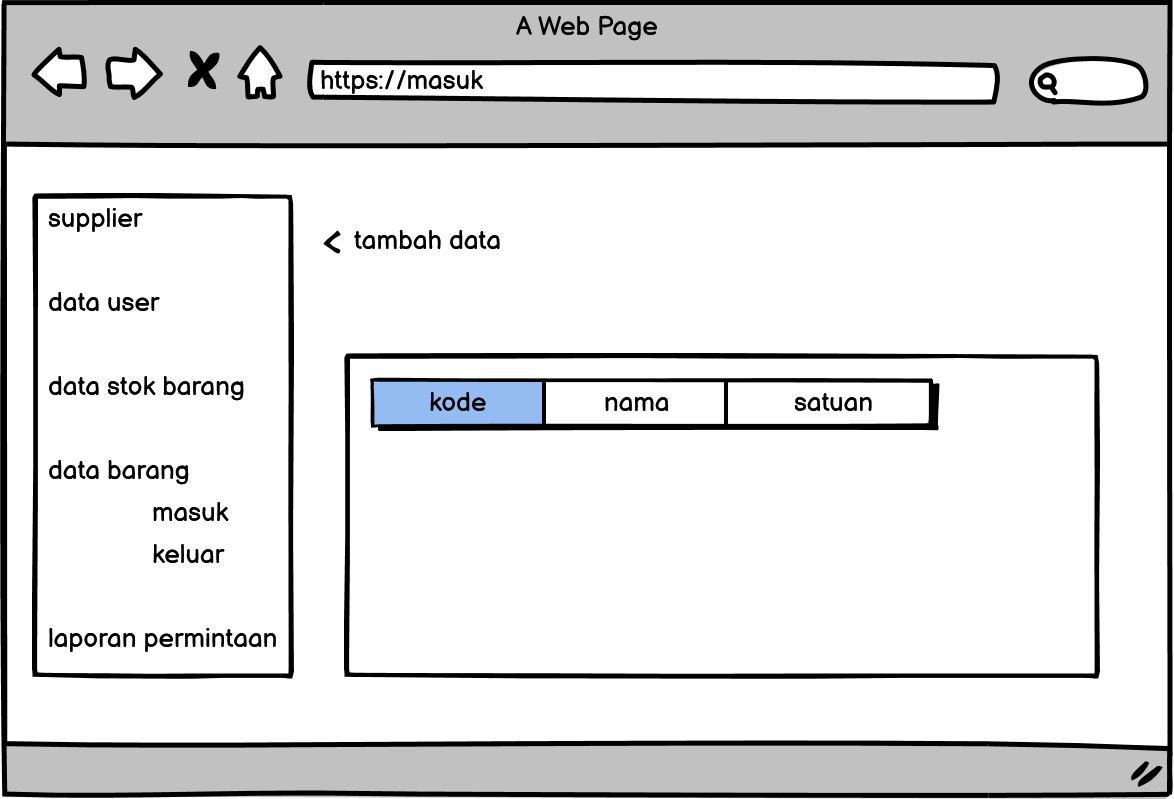 A Web Page
https://masuk
supplier
< tambah data
data user
data stok barang
kode nama satuan
data barang
masuk
keluar
laporan permintaan